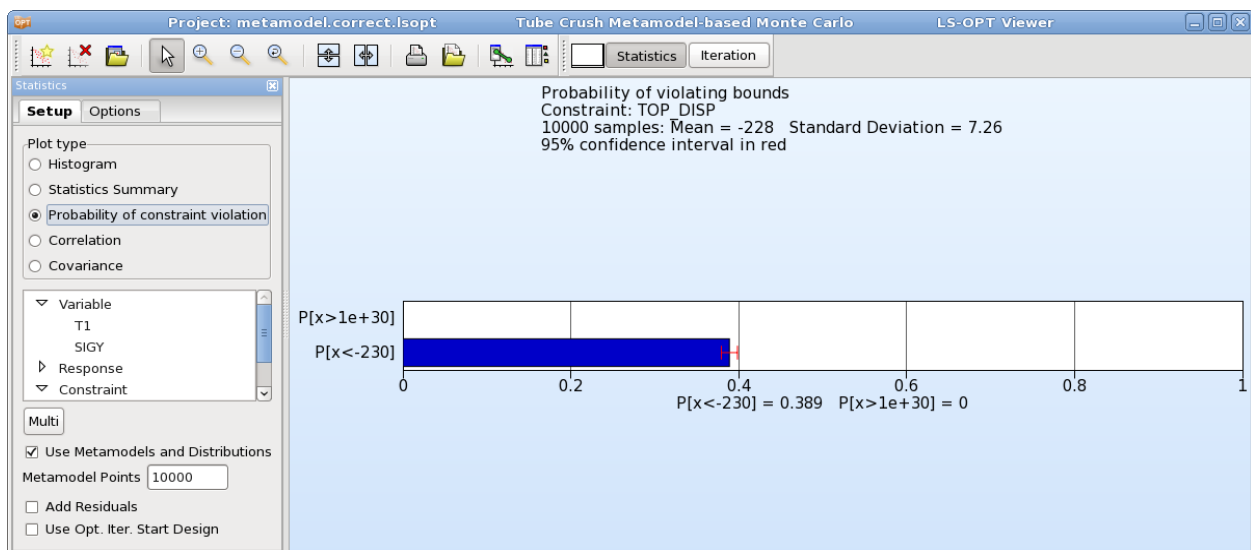 OPT Project: metamodel.correct.lsopt Tube Crush Metamodel-based Monte Carlo LS-OPT Viewer
Statistics Iteration
Statistics
Setup Options
Plot type
Histogram
Statistics Summary
Probability of constraint violation
Correlation
Covariance
Variable
T1
SIGY
Response
Constraint
Multi
Use Metamodels and Distributions
Metamodel Points 10000
Add Residuals
Use Opt. Iter. Start Design
Probability of violating bounds
Constraint: TOP_DISP
10000 samples: Mean = -228 Standard Deviation = 7.26
95% confidence interval in red
P[x>1e+30]
P[x<-230]
0 0.2 0.4 0.6 0.8 1
P[x<-230] = 0.389 P[x>1e+30] = 0